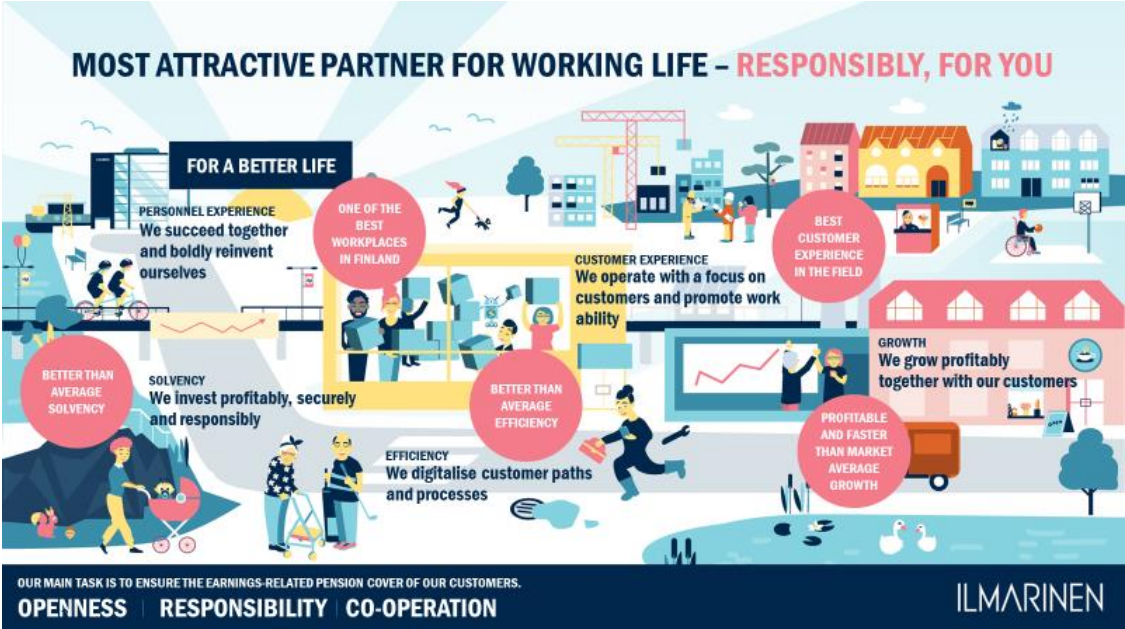 MOST ATTRACTIVE PARTNER FOR WORKING LIFE – RESPONSIBLY, FOR YOU
FOR A BETTER LIFE
PERSONNEL EXPERIENCE
We succeed together
and boldly reinvent
ourselves
ONE OF THE
BEST
WORKPLACES
IN FINLAND
CUSTOMER EXPERIENCE
We operate with a focus on
customers and promote work
ability
BEST
CUSTOMER
EXPERIENCE
IN THE FIELD
BETTER THAN
AVERAGE
SOLVENCY
SOLVENCY
We invest profitably, securely
and responsibly
BETTER THAN
AVERAGE
EFFICIENCY
EFFICIENCY
We digitalise customer paths
and processes
GROWTH
We grow profitably
together with our customers
PROFITABLE
AND FASTER
THAN MARKET
AVERAGE
GROWTH
OPEN
OUR MAIN TASK IS TO ENSURE THE EARNINGS-RELATED PENSION COVER OF OUR CUSTOMERS.
OPENNESS | RESPONSIBILITY | CO-OPERATION
ILMARINEN